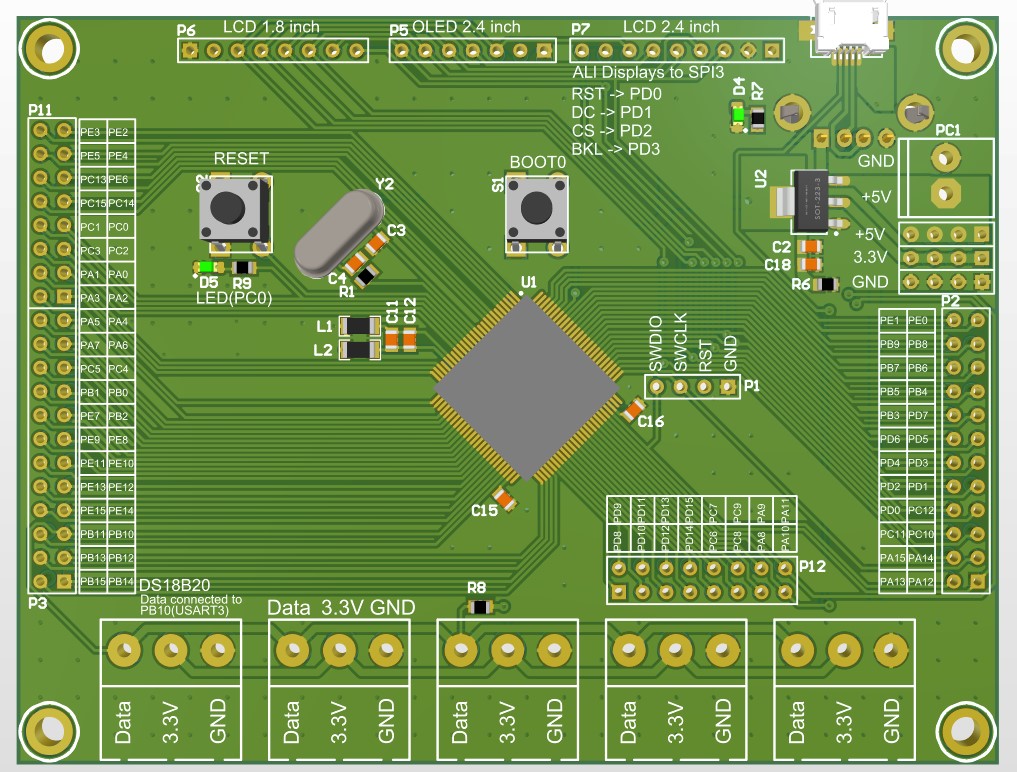 P6 LCD 1.8 inch
P5 OLED 2.4 inch
P7 LCD 2.4 inch
ALI Displays to SPI3
RST -> PD0
DC -> PD1
CS -> PD2
BKL -> PD3
D4 R7
PC1
GND
+5V
U2
+5V
3.3V
GND
C2
C18
R6
P11
PE3 PE2
PE5 PE4
PC13 PE6
PC15 PC14
PC1 PC0
PC3 PC2
PA1 PA0
PA3 PA2
PA5 PA4
PA7 PA6
PC5 PC4
PB1 PB0
PE7 PB2
PE9 PE8
PE11 PE10
PE13 PE12
PE15 PE14
PB11 PB10
PB13 PB12
PB15 PB14
P3
RESET
D5 R9
LED(PC0)
Y2
C3
C4
R1
BOOT0
S1
U1
L1
L2
C11 C12
SWDIO
SWCLK
RST
GND
P1
C16
C15
P2
PE1 PE0
PB9 PB8
PB7 PB6
PB5 PB4
PB3 PD7
PD6 PD5
PD4 PD3
PD2 PD1
PD0 PC12
PC11 PC10
PA15 PA14
PA13 PA12
PD9 PD11 PD13 PD15 PC7 PC9 PA9 PA11
PD8 PD10 PD12 PD14 PC6 PC8 PA8 PA10
P12
DS18B20
Data connected to
PB10(USART3)
Data 3.3V GND
R8
Data 3.3V GND
Data 3.3V GND
Data 3.3V GND
Data 3.3V GND
Data 3.3V GND